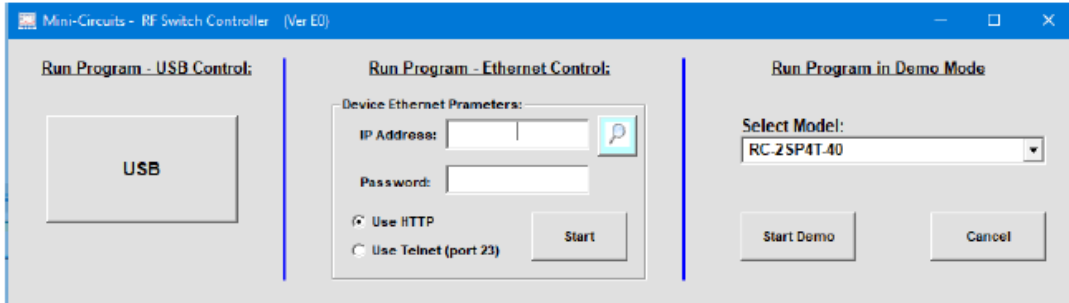 Mini-Circuits - RF Switch Controller (Ver E0)
Run Program - USB Control:
USB
Run Program - Ethernet Control:
Device Ethernet Prameters:
IP Address:
Password:
Use HTTP
Use Telnet (port 23)
Start
Run Program in Demo Mode
Select Model:
RC-2SP4T-40
Start Demo
Cancel